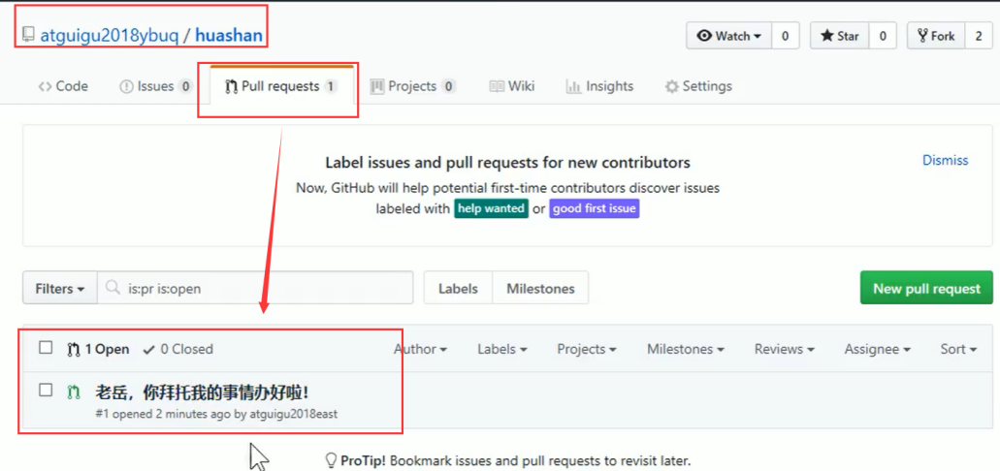 atguigu2018ybuq / huashan
Watch 0 Star 0 Fork 2
Code Issues 0 Pull requests 1 Projects 0 Wiki Insights Settings
Label issues and pull requests for new contributors
Dismiss
Now, GitHub will help potential first-time contributors discover issues
labeled with help wanted or good first issue
Filters is:pr is:open Labels Milestones New pull request
1 Open 0 Closed Author Labels Projects Milestones Reviews Assignee Sort
老岳，你拜托我的事情办好啦！
#1 opened 2 minutes ago by atguigu2018east
ProTip! Bookmark issues and pull requests to revisit later.